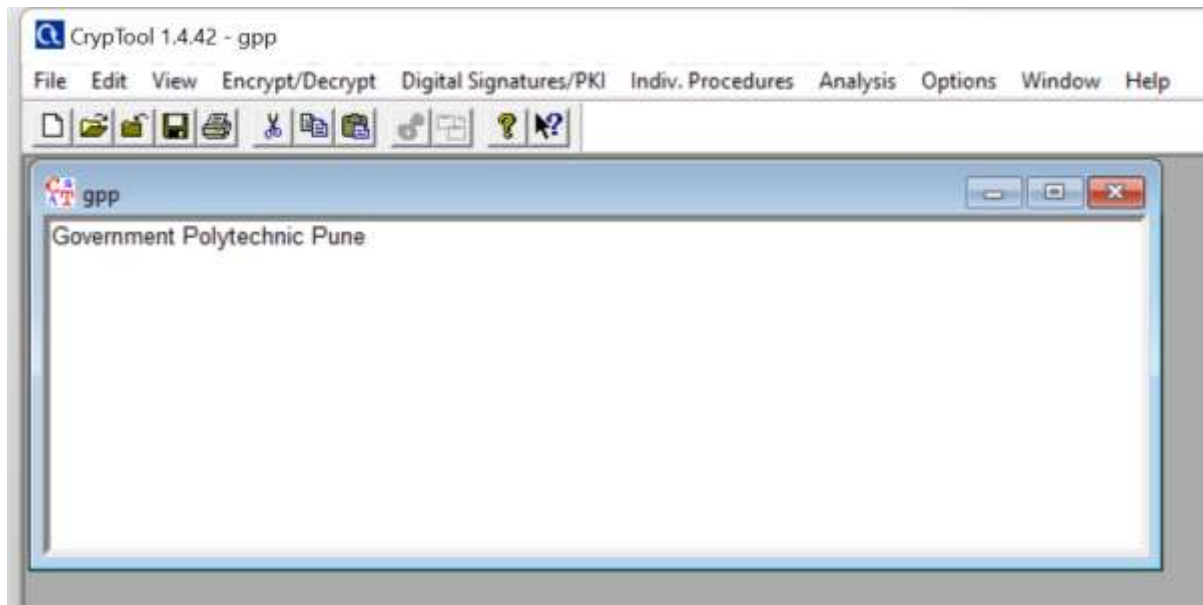 CrypTool 1.4.42 - gpp
File Edit View Encrypt/Decrypt Digital Signatures/PKI Indiv. Procedures Analysis Options Window Help
gpp
Government Polytechnic Pune